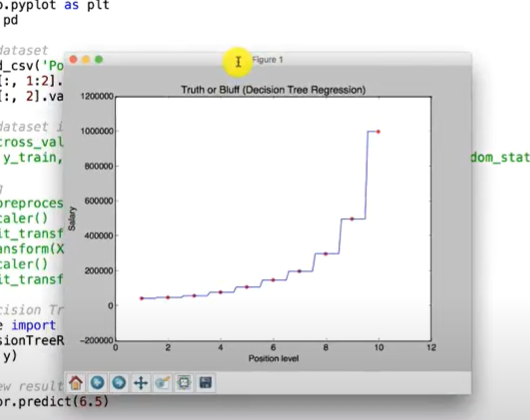 o.pyplot as plt
pd
dataset
d_csv('Po
[:, 1:2].
[:, 2].va
dataset i
cross_val
y_train,
dom_stat
preproces
caler()
it_transf
ansform(X
caler()
it_transf
cision Tr
e import
sionTreeR
y)
ew result
or.predict(6.5)
Figure 1
Truth or Bluff (Decision Tree Regression)
1200000
1000000
800000
600000
400000
200000
0
−200000
Salary
0 2 4 6 8 10 12
Position level